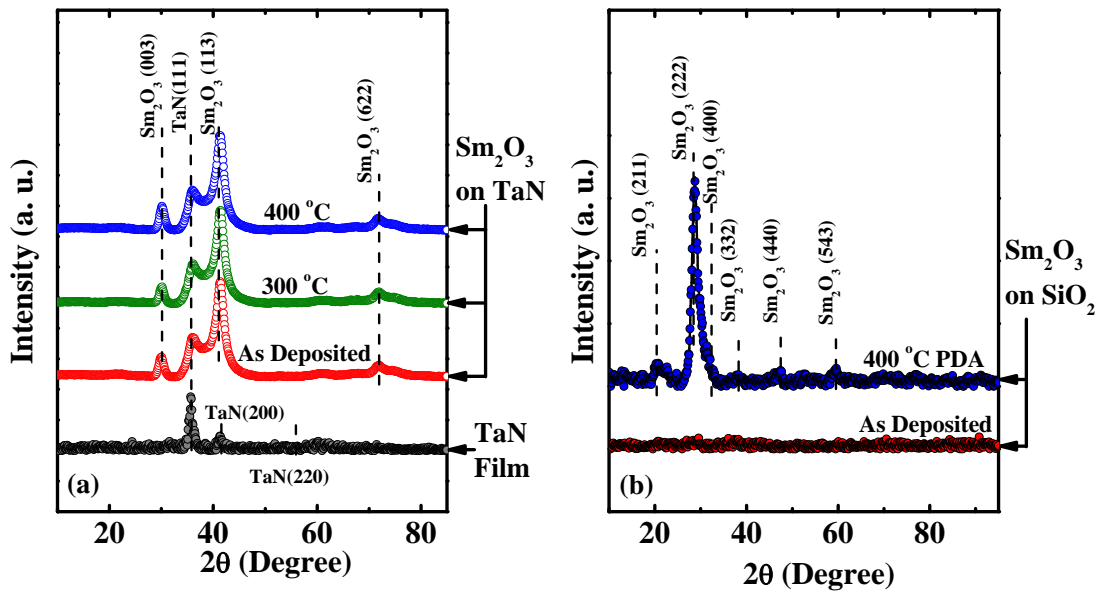 Intensity (a. u.)
Sm₂O₃ (003)
TaN(111)
Sm₂O₃ (113)
Sm₂O₃ (622)
400 °C
300 °C
As Deposited
TaN(200)
TaN(220)
(a)
20
40
60
80
2θ (Degree)
Sm₂O₃
on TaN
TaN
Film
Intensity (a. u.)
Sm₂O₃ (211)
Sm₂O₃ (222)
Sm₂O₃ (400)
Sm₂O₃ (332)
Sm₂O₃ (440)
Sm₂O₃ (543)
400 °C PDA
As Deposited
(b)
20
40
60
80
2θ (Degree)
Sm₂O₃
on SiO₂